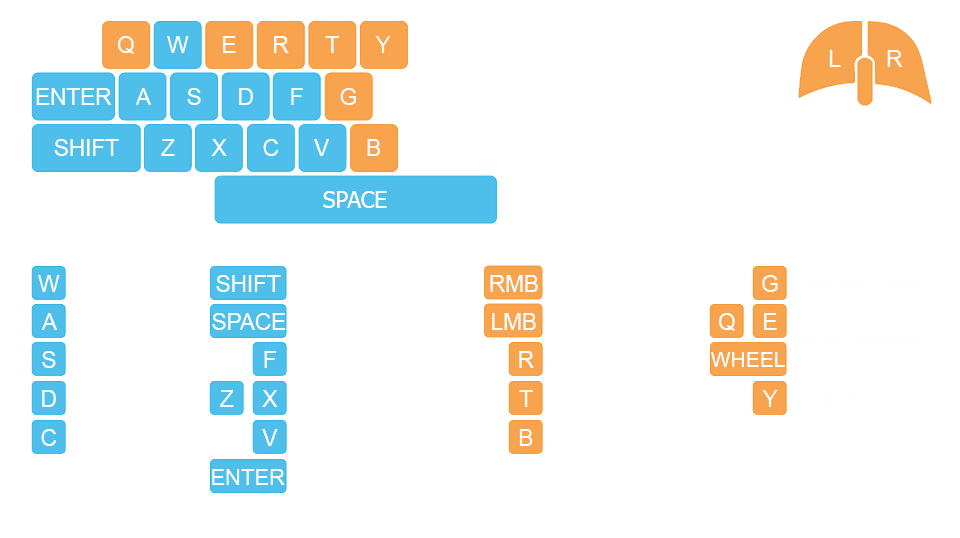 Q W E R T Y
L R
ENTER A S D F G
SHIFT Z X C V B
SPACE
W SHIFT RMB G
A SPACE LMB Q E
S F R WHEEL
D Z X T Y
C V B
ENTER